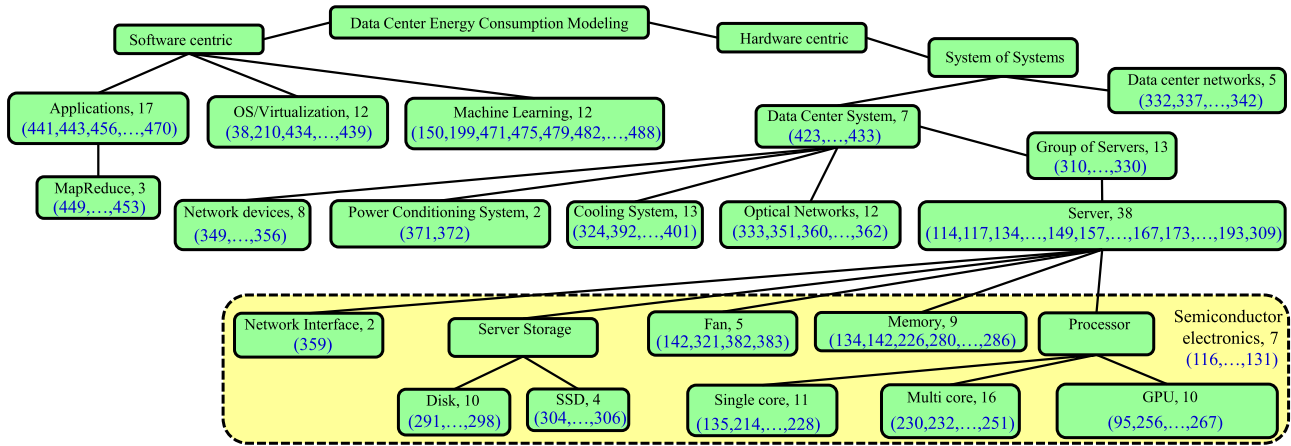 Data Center Energy Consumption Modeling
Software centric
Hardware centric
System of Systems
Data center networks, 5
(332,337,...,342)
Applications, 17
(441,443,456,...,470)
OS/Virtualization, 12
(38,210,434,...,439)
Machine Learning, 12
(150,199,471,475,479,482,...,488)
Data Center System, 7
(423,...,433)
Group of Servers, 13
(310,...,330)
MapReduce, 3
(449,...,453)
Network devices, 8
(349,...,356)
Power Conditioning System, 2
(371,372)
Cooling System, 13
(324,392,...,401)
Optical Networks, 12
(333,351,360,...,362)
Server, 38
(114,117,134,...,149,157,...,167,173,...,193,309)
Network Interface, 2
(359)
Server Storage
Fan, 5
(142,321,382,383)
Memory, 9
(134,142,226,280,...,286)
Processor
Semiconductor
electronics, 7
(116,...,131)
Disk, 10
(291,...,298)
SSD, 4
(304,...,306)
Single core, 11
(135,214,...,228)
Multi core, 16
(230,232,...,251)
GPU, 10
(95,256,...,267)